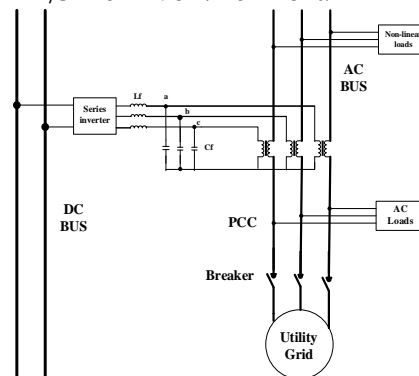 Non-linear
loads
AC
BUS
Series
inverter
Lf
a
b
c
Cf
DC
BUS
PCC
AC
Loads
Breaker
Utility
Grid